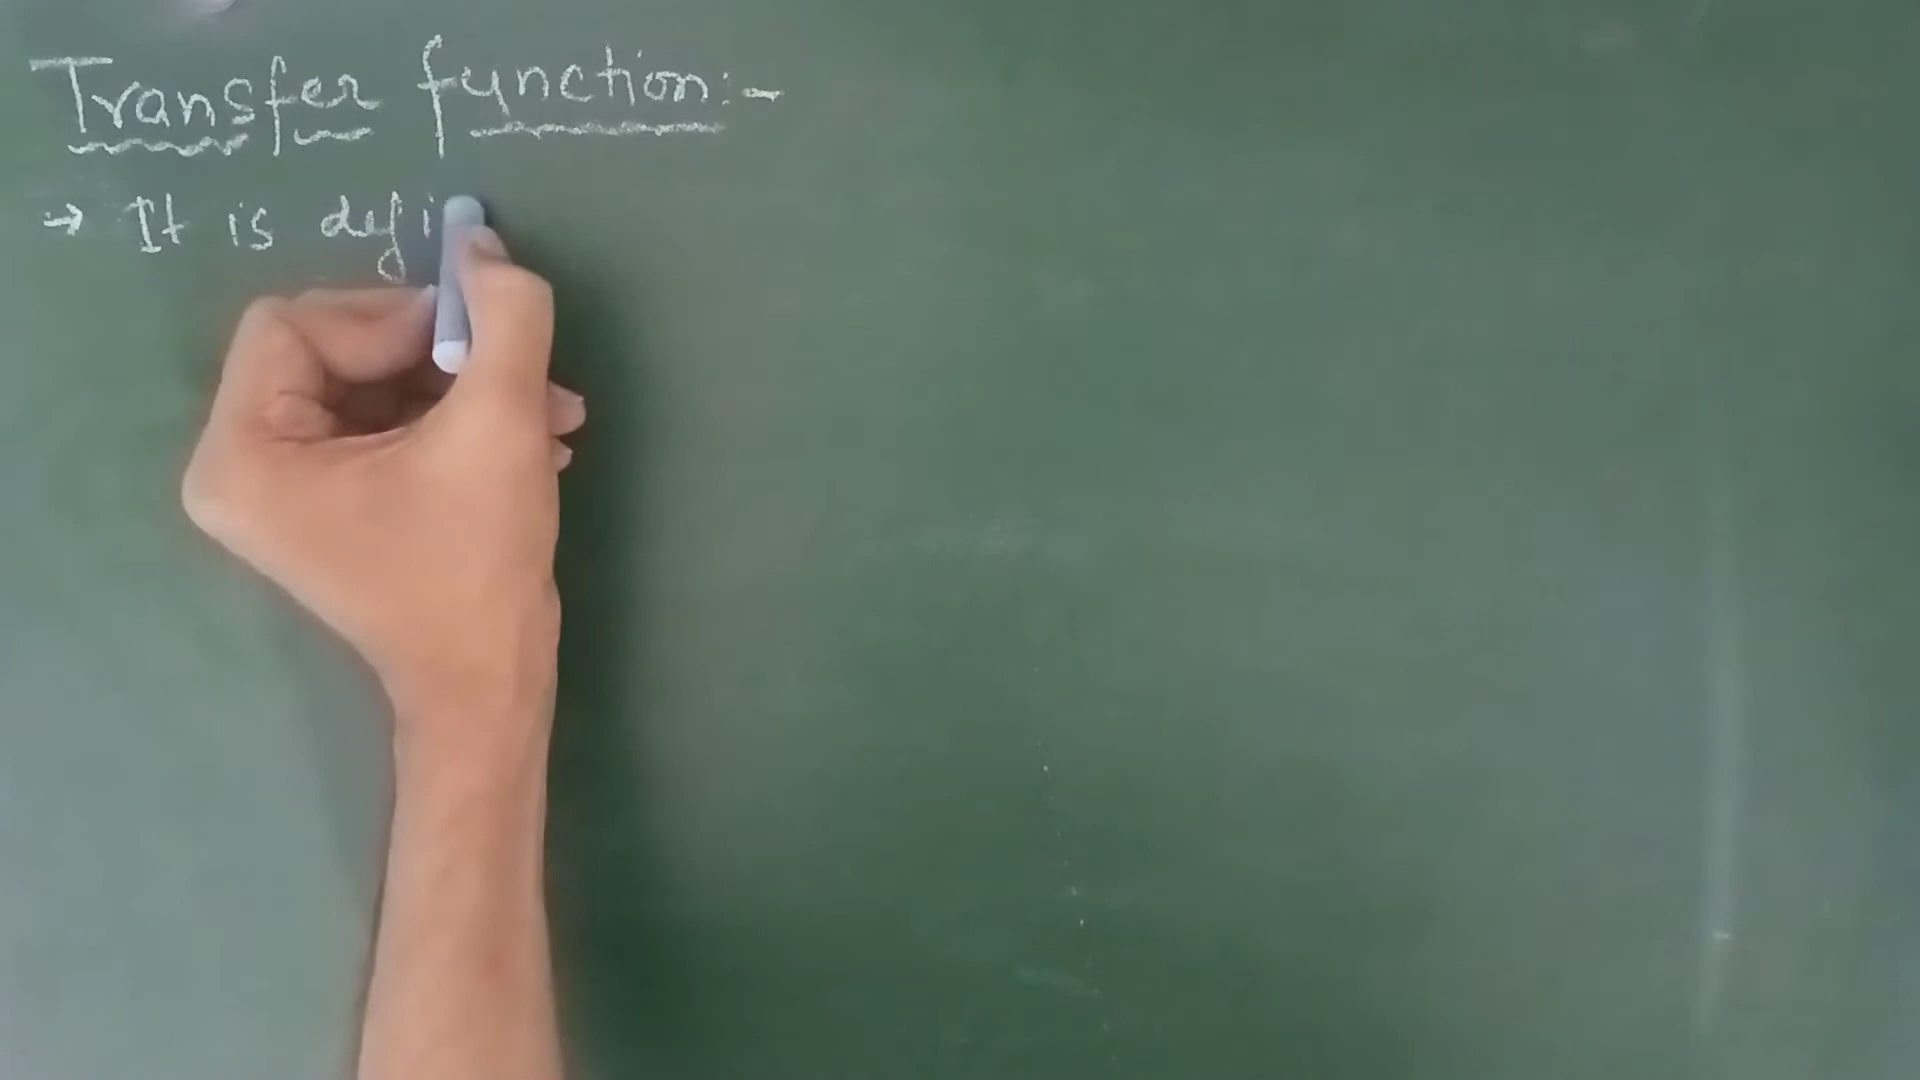 Transfer function:-
→ It is defi